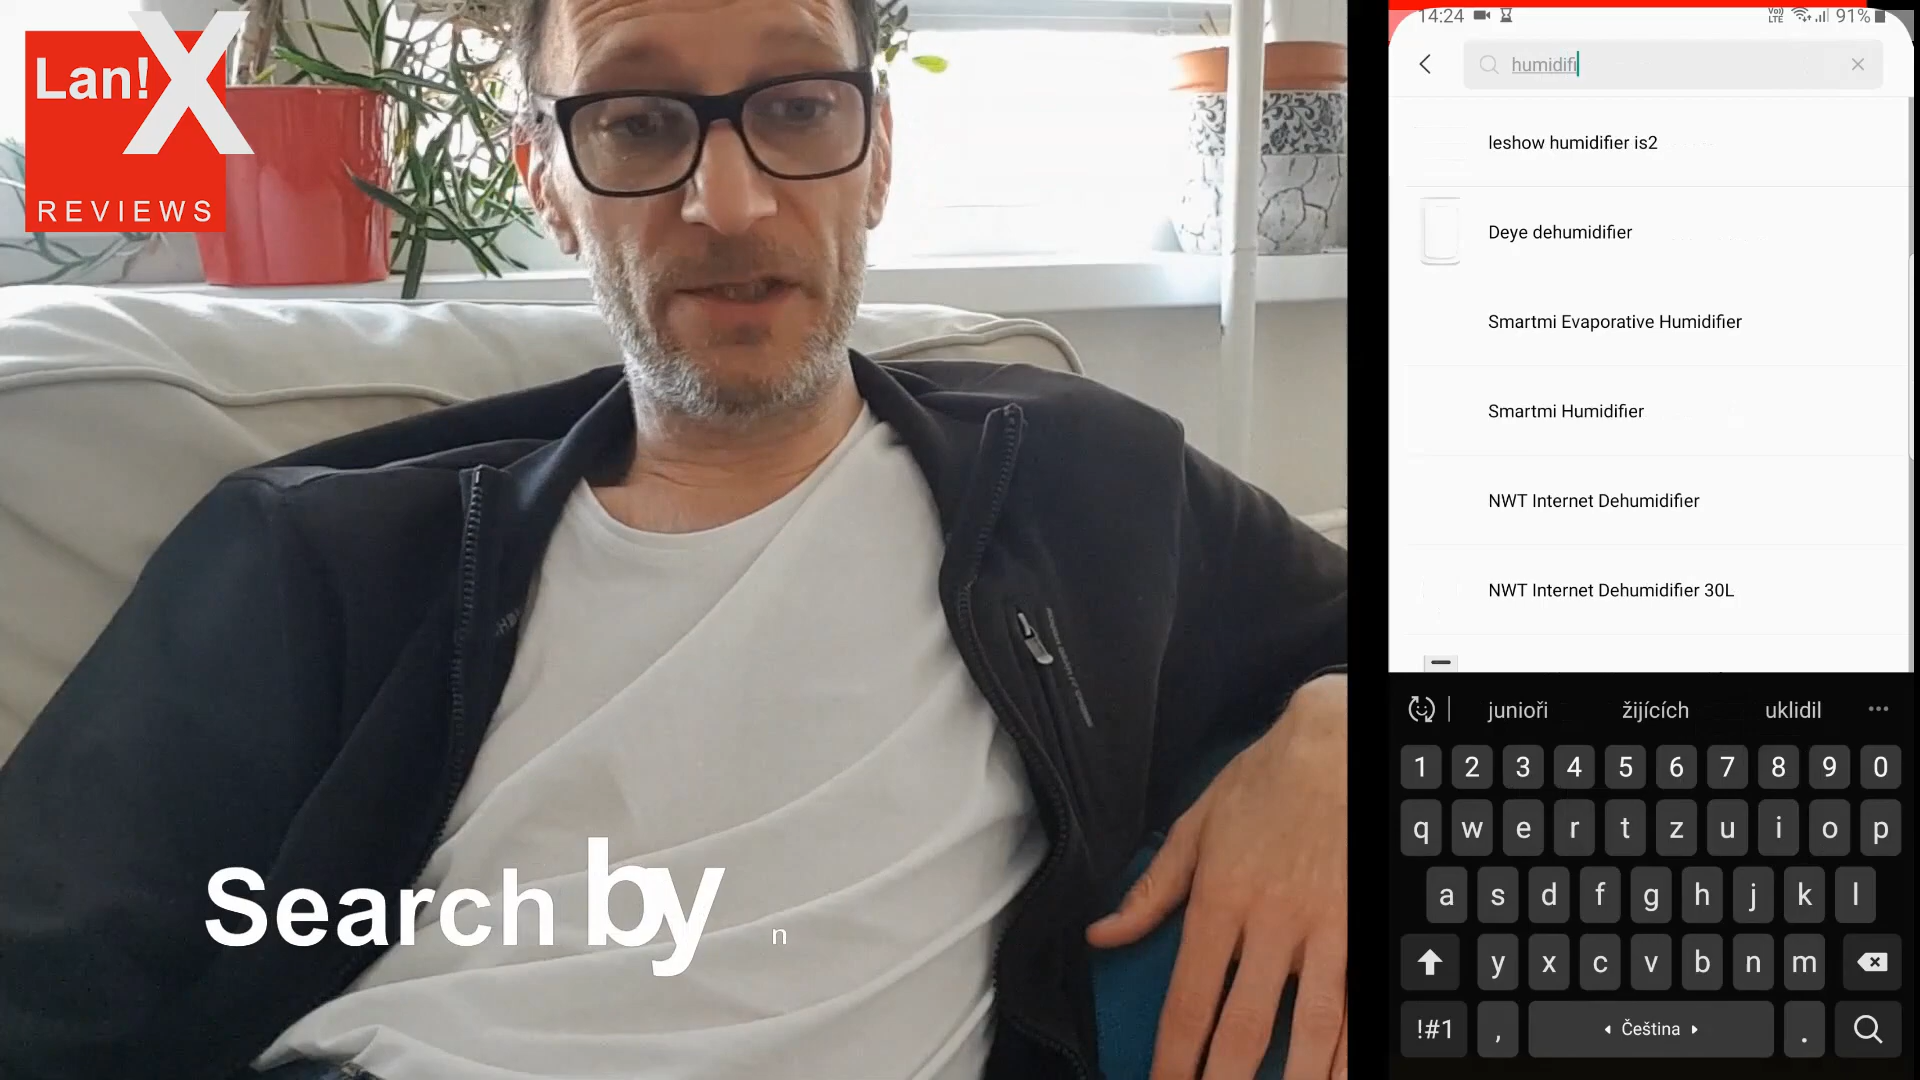 Lan!X
REVIEWS
Search by n
14:24
Vo)) LTE 91%
humidifi
leshow humidifier is2
Deye dehumidifier
Smartmi Evaporative Humidifier
Smartmi Humidifier
NWT Internet Dehumidifier
NWT Internet Dehumidifier 30L
junioři žijících uklidil ...
1 2 3 4 5 6 7 8 9 0
q w e r t z u i o p
a s d f g h j k l
y x c v b n m
!#1 , Čeština .